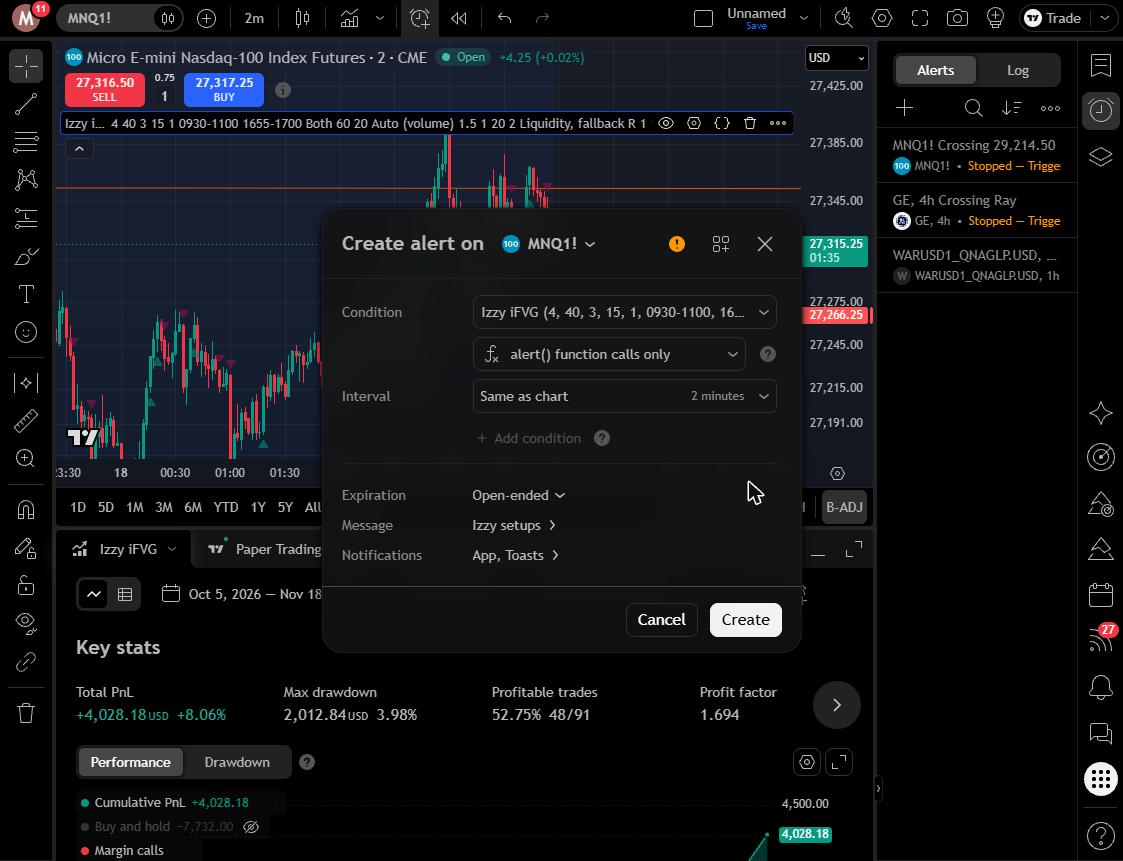 M
11
MNQ1!
2m
Unnamed
Save
Trade
100 Micro E-mini Nasdaq-100 Index Futures · 2 · CME
Open
+4.25 (+0.02%)
27,316.50
SELL
0.75
1
27,317.25
BUY
Izzy i... 4 40 3 15 1 0930-1100 1655-1700 Both 60 20 Auto (volume) 1.5 1 20 2 Liquidity, fallback R 1
USD
27,425.00
27,385.00
27,345.00
27,315.25
01:35
27,275.00
27,266.25
27,245.00
27,215.00
27,191.00
23:30
18
00:30
01:00
01:30
Create alert on
100 MNQ1!
Condition
Izzy iFVG (4, 40, 3, 15, 1, 0930-1100, 16...
alert() function calls only
Interval
Same as chart
2 minutes
+ Add condition
Expiration
Open-ended
Message
Izzy setups
Notifications
App, Toasts
Cancel
Create
1D 5D 1M 3M 6M YTD 1Y 5Y All
B-ADJ
Izzy iFVG
Paper Trading
Oct 5, 2026 — Nov 18
Key stats
Total PnL
+4,028.18 USD +8.06%
Max drawdown
2,012.84 USD 3.98%
Profitable trades
52.75% 48/91
Profit factor
1.694
Performance
Drawdown
Cumulative PnL +4,028.18
Buy and hold −7,732.00
Margin calls
4,500.00
4,028.18
Alerts
Log
MNQ1! Crossing 29,214.50
100 MNQ1! • Stopped — Trigge
GE, 4h Crossing Ray
GE, 4h • Stopped — Trigge
WARUSD1_QNAGLP.USD, ...
W WARUSD1_QNAGLP.USD, 1h
27